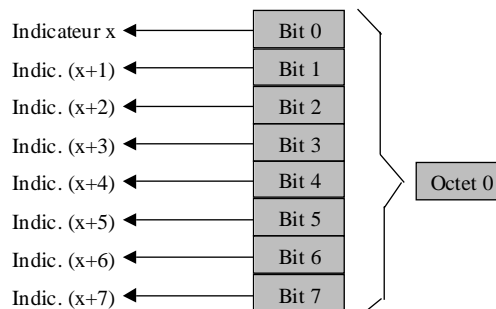 Indicateur x Bit 0
Indic. (x+1) Bit 1
Indic. (x+2) Bit 2
Indic. (x+3) Bit 3
Indic. (x+4) Bit 4 Octet 0
Indic. (x+5) Bit 5
Indic. (x+6) Bit 6
Indic. (x+7) Bit 7